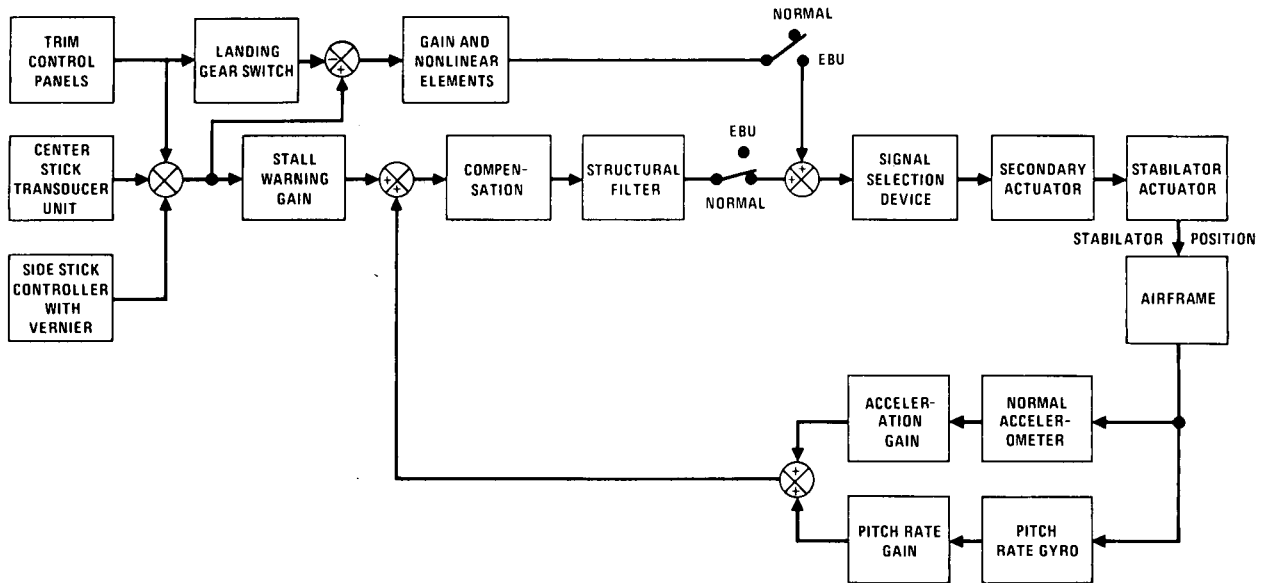 TRIM
CONTROL
PANELS
LANDING
GEAR SWITCH
−
+
GAIN AND
NONLINEAR
ELEMENTS
NORMAL
EBU
CENTER
STICK
TRANSDUCER
UNIT
STALL
WARNING
GAIN
+
+
COMPEN-
SATION
STRUCTURAL
FILTER
EBU
NORMAL
+
+
SIGNAL
SELECTION
DEVICE
SECONDARY
ACTUATOR
STABILATOR
ACTUATOR
STABILATOR POSITION
SIDE STICK
CONTROLLER
WITH
VERNIER
AIRFRAME
ACCELER-
ATION
GAIN
NORMAL
ACCELER-
OMETER
+
+
PITCH RATE
GAIN
PITCH
RATE GYRO